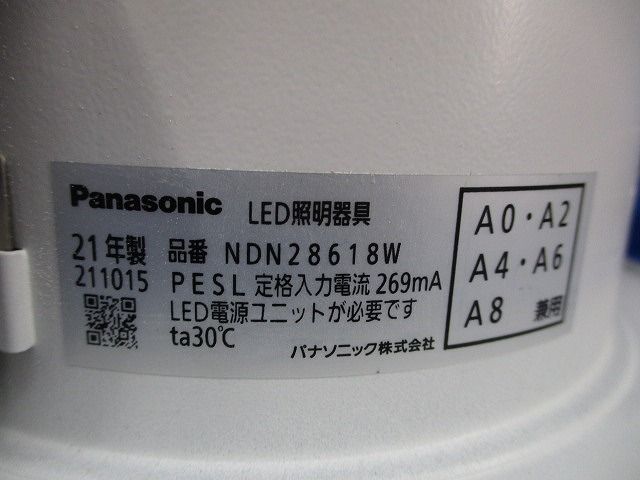 Panasonic LED照明器具
21年製 品番 NDN28618W
211015 PESL 定格入力電流 269mA
LED電源ユニットが必要です
ta30℃
パナソニック株式会社
A0・A2
A4・A6
A8 兼用